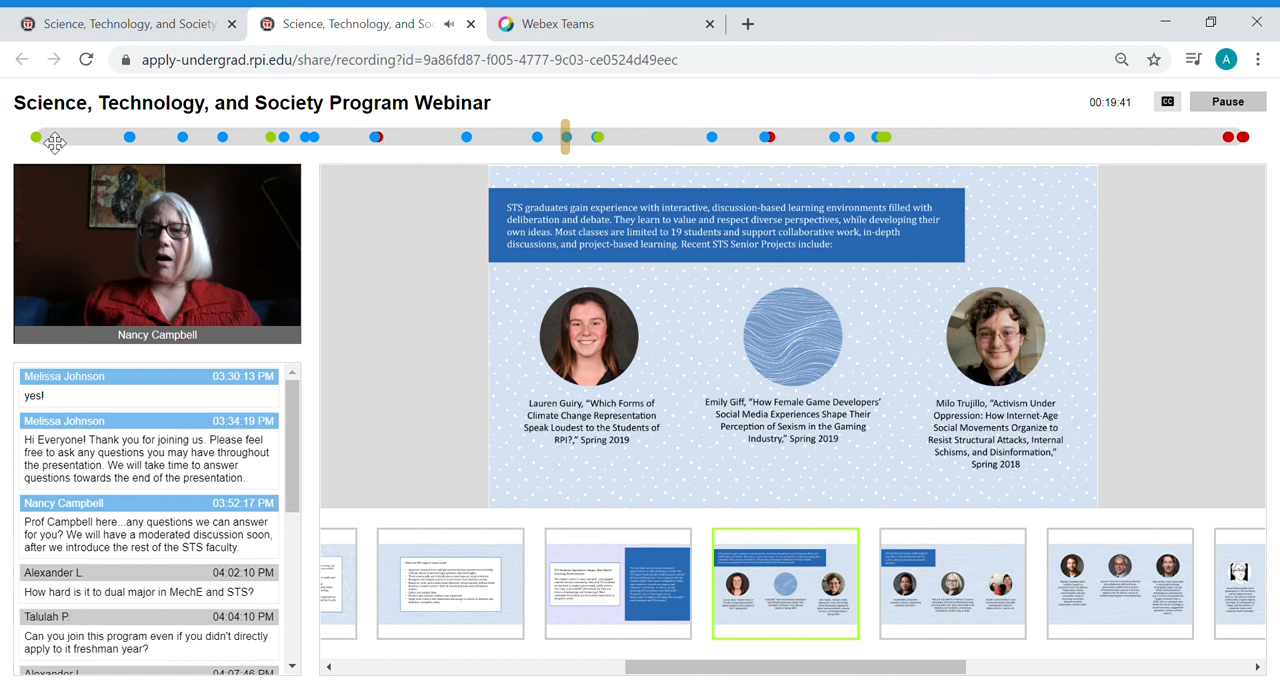 Science, Technology, and Society
Science, Technology, and So
Webex Teams
apply-undergrad.rpi.edu/share/recording?id=9a86fd87-f005-4777-9c03-ce0524d49eec
A
Science, Technology, and Society Program Webinar
00:19:41
CC
Pause
Nancy Campbell
STS graduates gain experience with interactive, discussion-based learning environments filled with
deliberation and debate. They learn to value and respect diverse perspectives, while developing their
own ideas. Most classes are limited to 19 students and support collaborative work, in-depth
discussions, and project-based learning. Recent STS Senior Projects include:
Lauren Guiry, “Which Forms of
Climate Change Representation
Speak Loudest to the Students of
RPI?,” Spring 2019
Emily Giff, “How Female Game Developers’
Social Media Experiences Shape Their
Perception of Sexism in the Gaming
Industry,” Spring 2019
Milo Trujillo, “Activism Under
Oppression: How Internet-Age
Social Movements Organize to
Resist Structural Attacks, Internal
Schisms, and Disinformation,”
Spring 2018
Melissa Johnson 03:30:13 PM
yes!
Melissa Johnson 03:34:19 PM
Hi Everyone! Thank you for joining us. Please feel
free to ask any questions you may have throughout
the presentation. We will take time to answer
questions towards the end of the presentation.
Nancy Campbell 03:52:17 PM
Prof Campbell here...any questions we can answer
for you? We will have a moderated discussion soon,
after we introduce the rest of the STS faculty.
Alexander L. 04:02:10 PM
How hard is it to dual major in MechE and STS?
Talulah P. 04:04:10 PM
Can you join this program even if you didn't directly
apply to it freshman year?
Alexander L. 04:07:46 PM